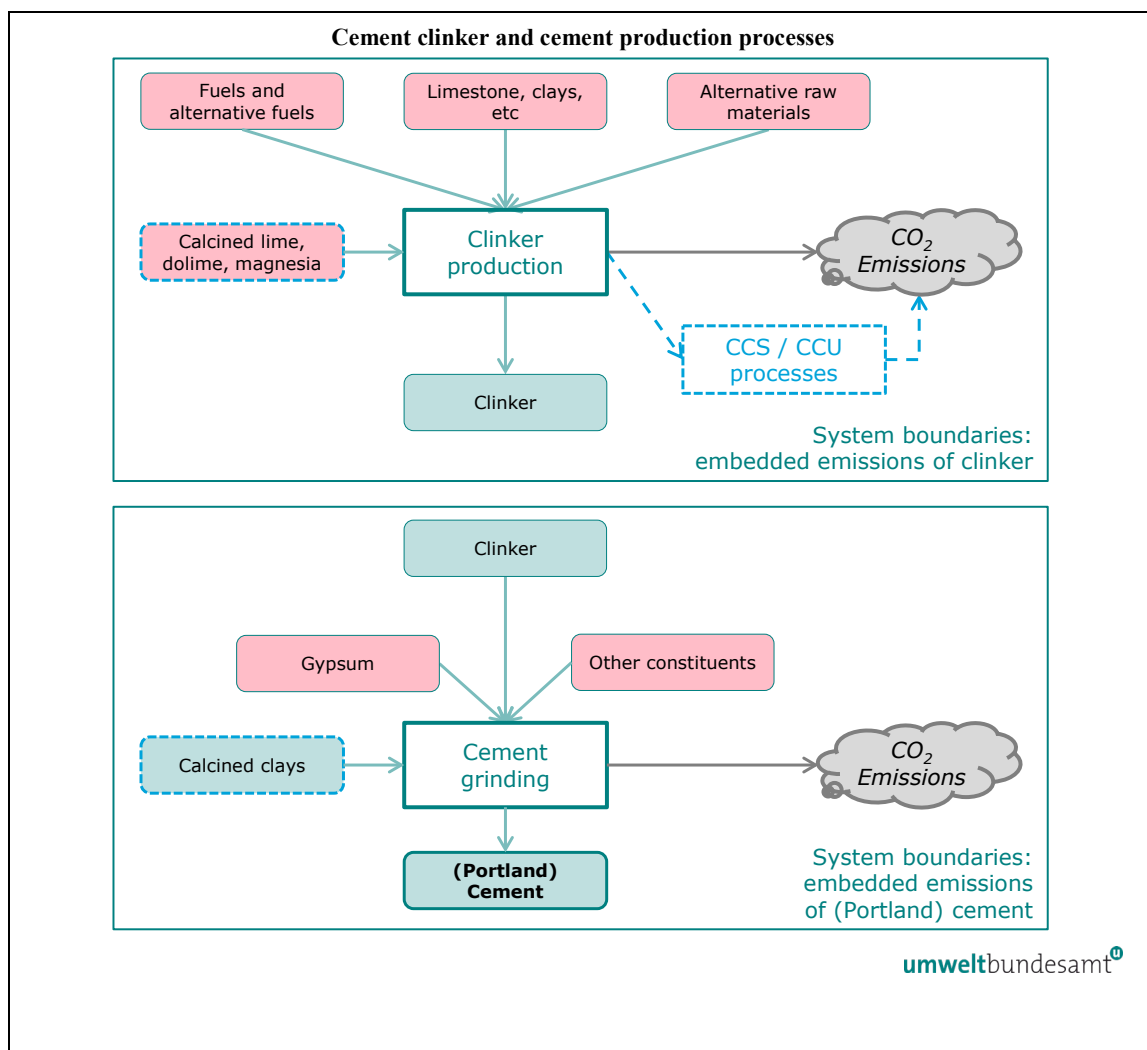 Cement clinker and cement production processes
Fuels and
alternative fuels
Limestone, clays,
etc
Alternative raw
materials
Calcined lime,
dolime, magnesia
Clinker
production
CO2
Emissions
CCS / CCU
processes
Clinker
System boundaries:
embedded emissions of clinker
Clinker
Gypsum
Other constituents
Calcined clays
Cement
grinding
CO2
Emissions
(Portland)
Cement
System boundaries:
embedded emissions
of (Portland) cement
umweltbundesamt u